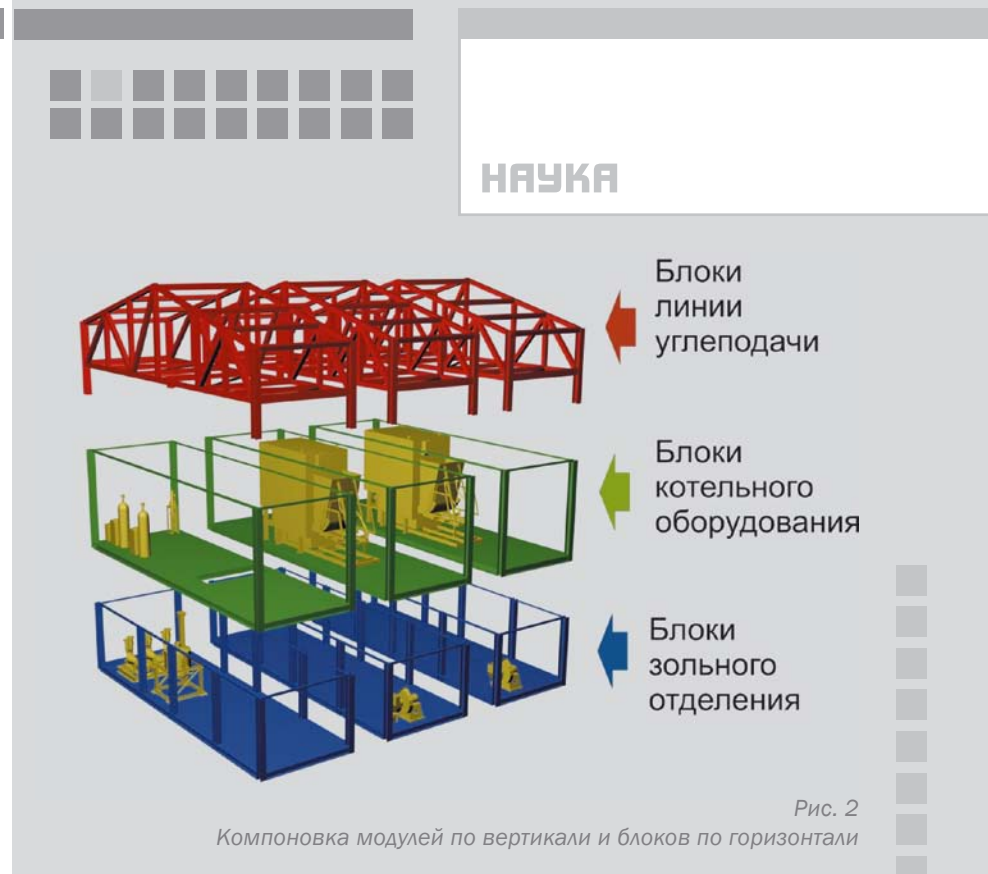 НАУКА
Блоки
линии
углеподачи
Блоки
котельного
оборудования
Блоки
зольного
отделения
Рис. 2
Компоновка модулей по вертикали и блоков по горизонтали